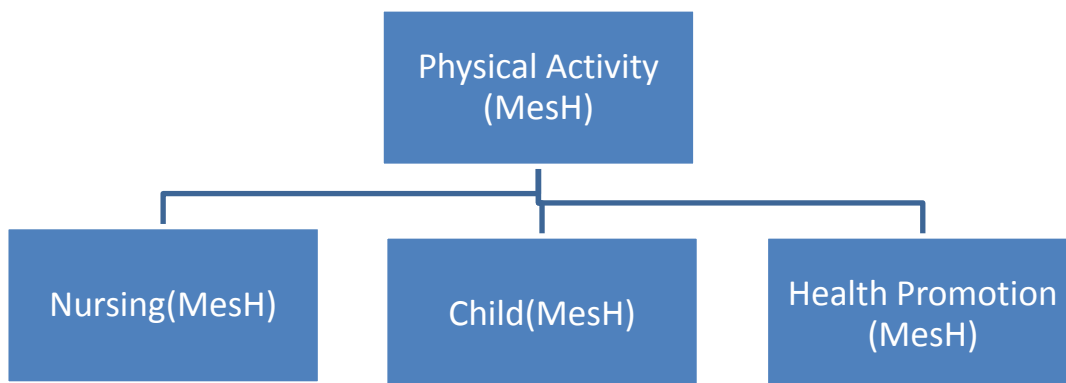 Physical Activity
(MesH)
Nursing(MesH)
Child(MesH)
Health Promotion
(MesH)